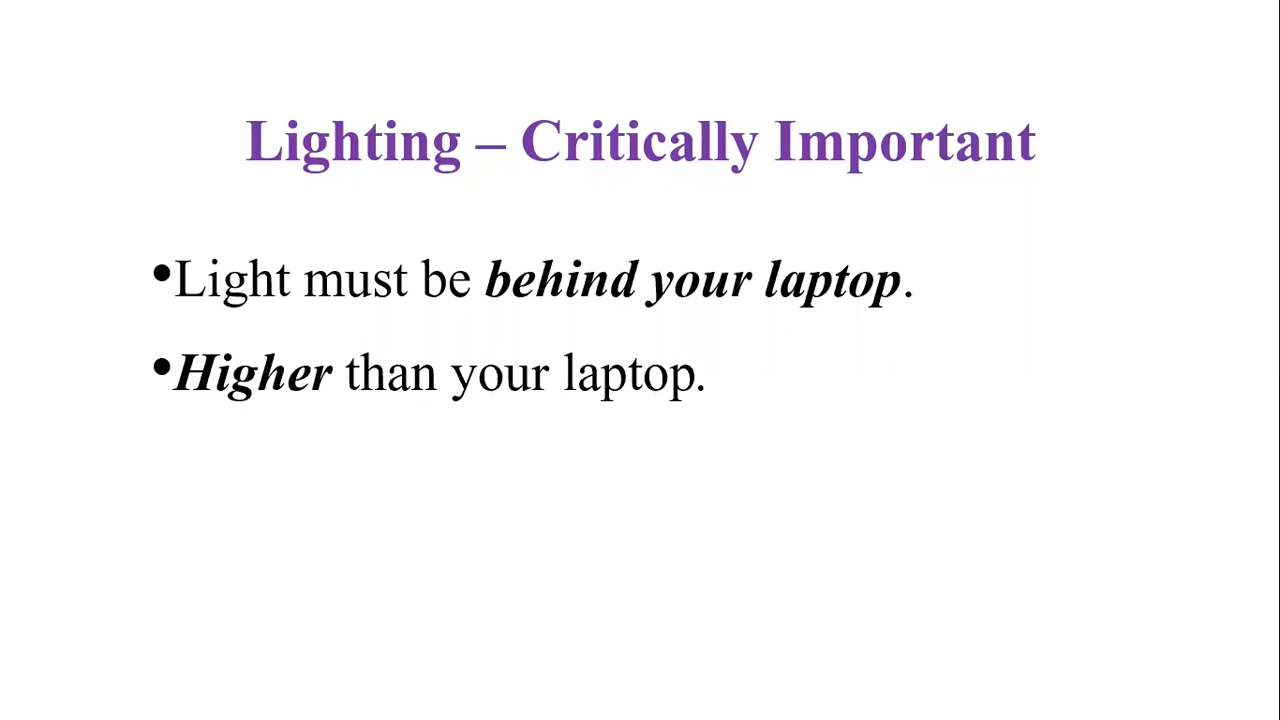 Lighting – Critically Important
•Light must be behind your laptop.
•Higher than your laptop.